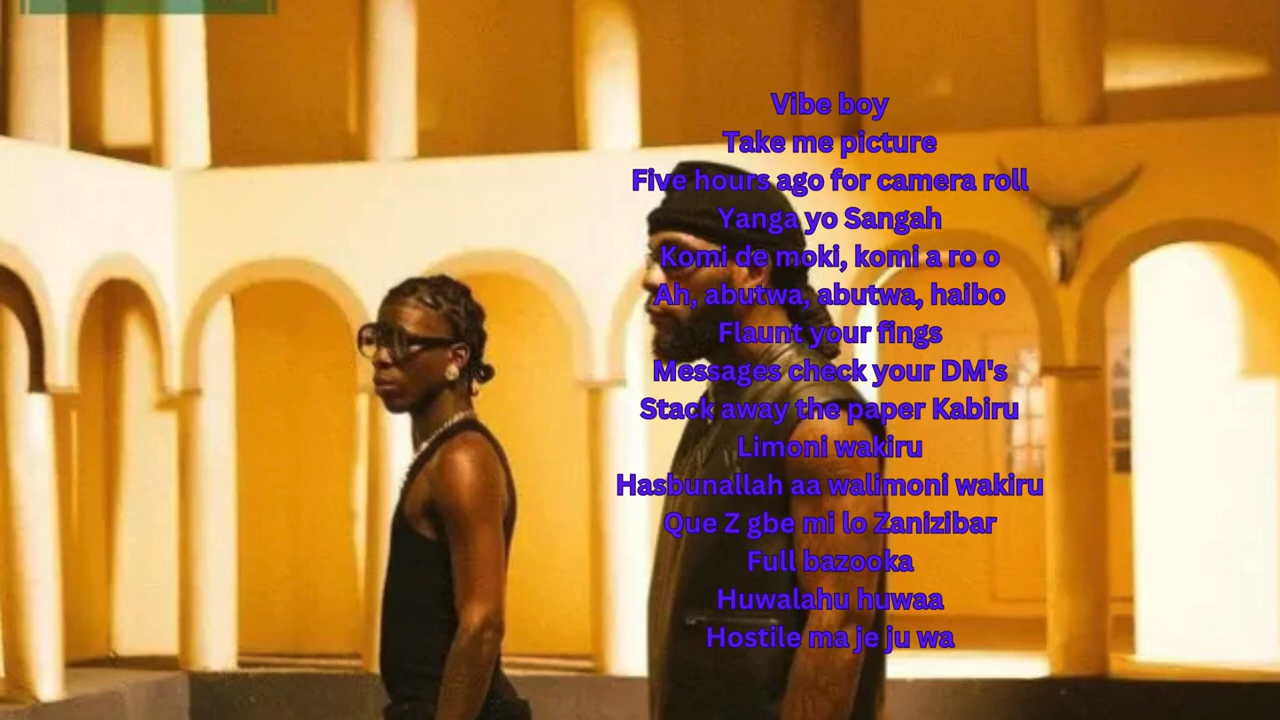 Vibe boy
Take me picture
Five hours ago for camera roll
Yanga yo Sangah
Komi de moki, komi a ro o
Ah, abutwa, abutwa, haibo
Flaunt your fings
Messages check your DM's
Stack away the paper Kabiru
Limoni wakiru
Hasbunallah aa walimoni wakiru
Que Z gbe mi lo Zanizibar
Full bazooka
Huwalahu huwaa
Hostile ma je ju wa